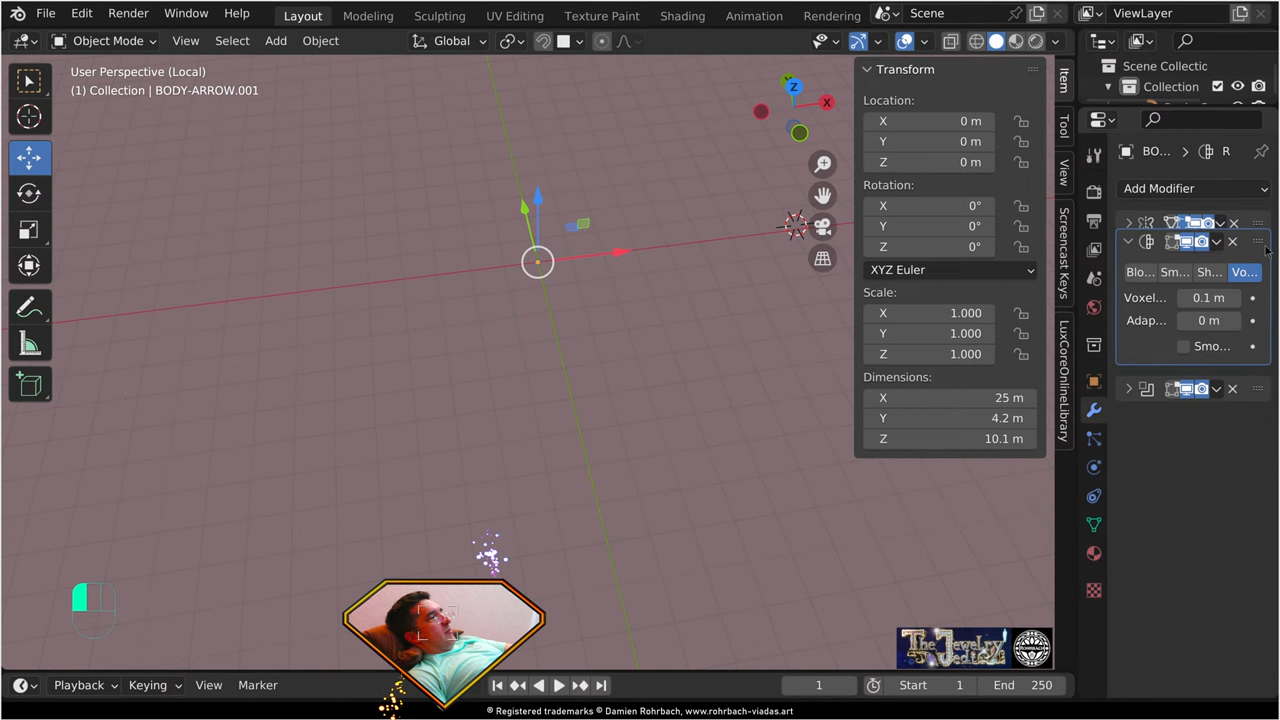 File Edit Render Window Help Layout Modeling Sculpting UV Editing Texture Paint Shading Animation Rendering Scene ViewLayer
Object Mode View Select Add Object Global
User Perspective (Local)
(1) Collection | BODY-ARROW.001
Z
X
Transform
Location:
X 0 m
Y 0 m
Z 0 m
Rotation:
X 0°
Y 0°
Z 0°
XYZ Euler
Scale:
X 1.000
Y 1.000
Z 1.000
Dimensions:
X 25 m
Y 4.2 m
Z 10.1 m
Item
Tool
View
Screencast Keys
LuxCoreOnlineLibrary
Scene Collectic
Collection
BO... R
Add Modifier
Blo... Sm... Sh... Vo...
Voxel... 0.1 m
Adap... 0 m
Smo...
The Jewelry Jedi
ROHRBACH
Playback Keying View Marker 1 Start 1 End 250
® Registered trademarks © Damien Rohrbach, www.rohrbach-viadas.art